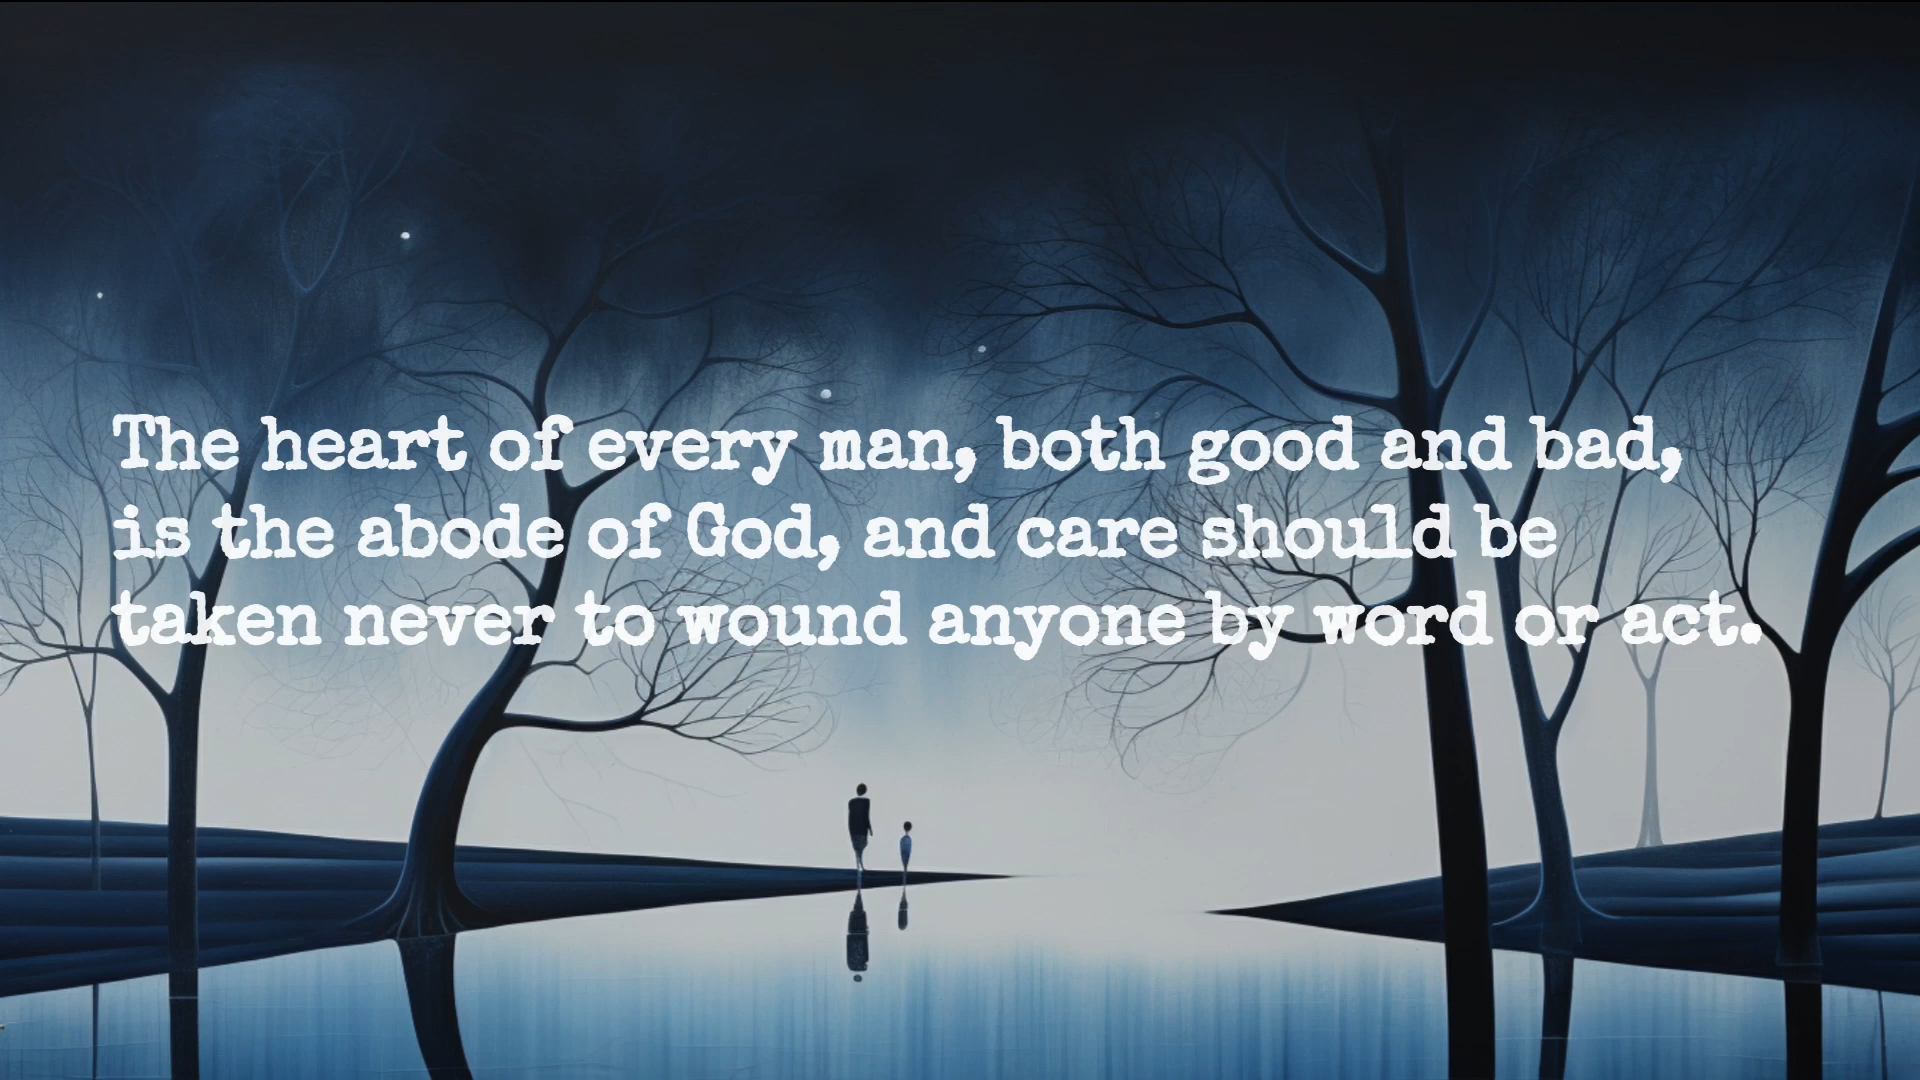 The heart of every man, both good and bad,
is the abode of God, and care should be
taken never to wound anyone by word or act.